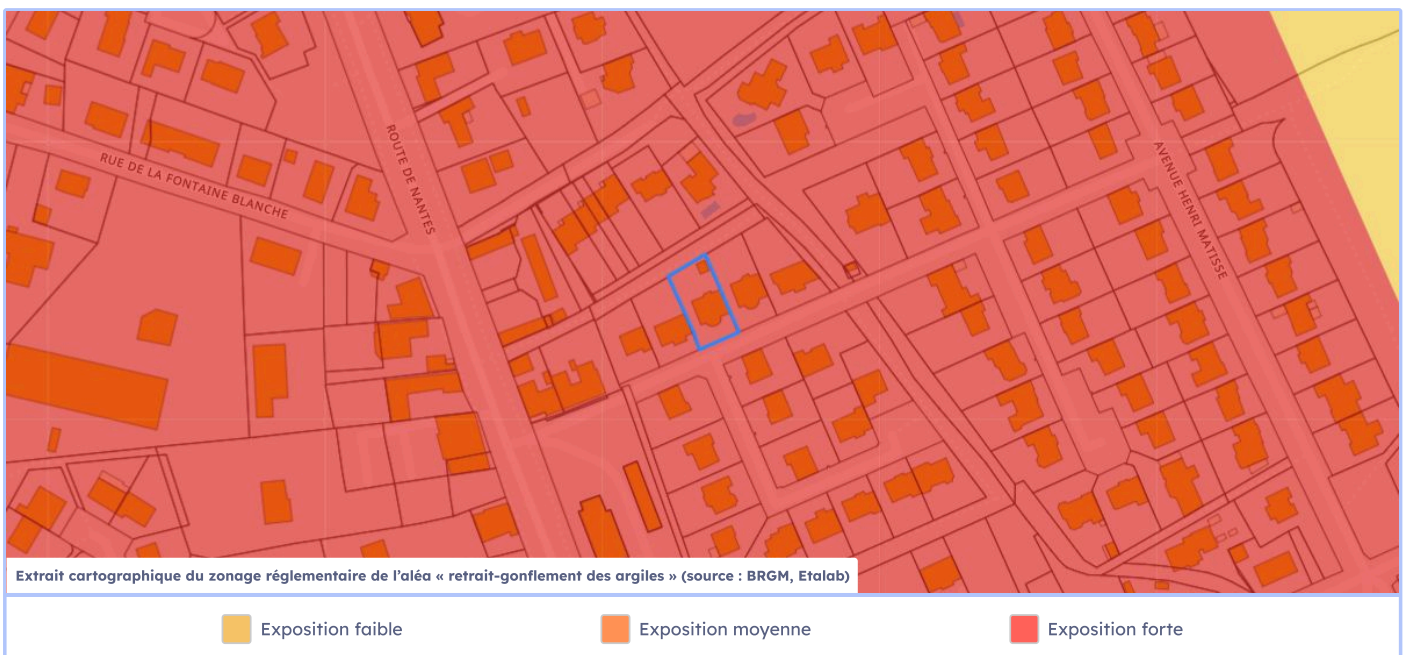 ROUTE DE NANTES
RUE DE LA FONTAINE BLANCHE
AVENUE HENRI MATISSE
Extrait cartographique du zonage réglementaire de l’aléa « retrait-gonflement des argiles » (source : BRGM, Etalab)
Exposition faible
Exposition moyenne
Exposition forte